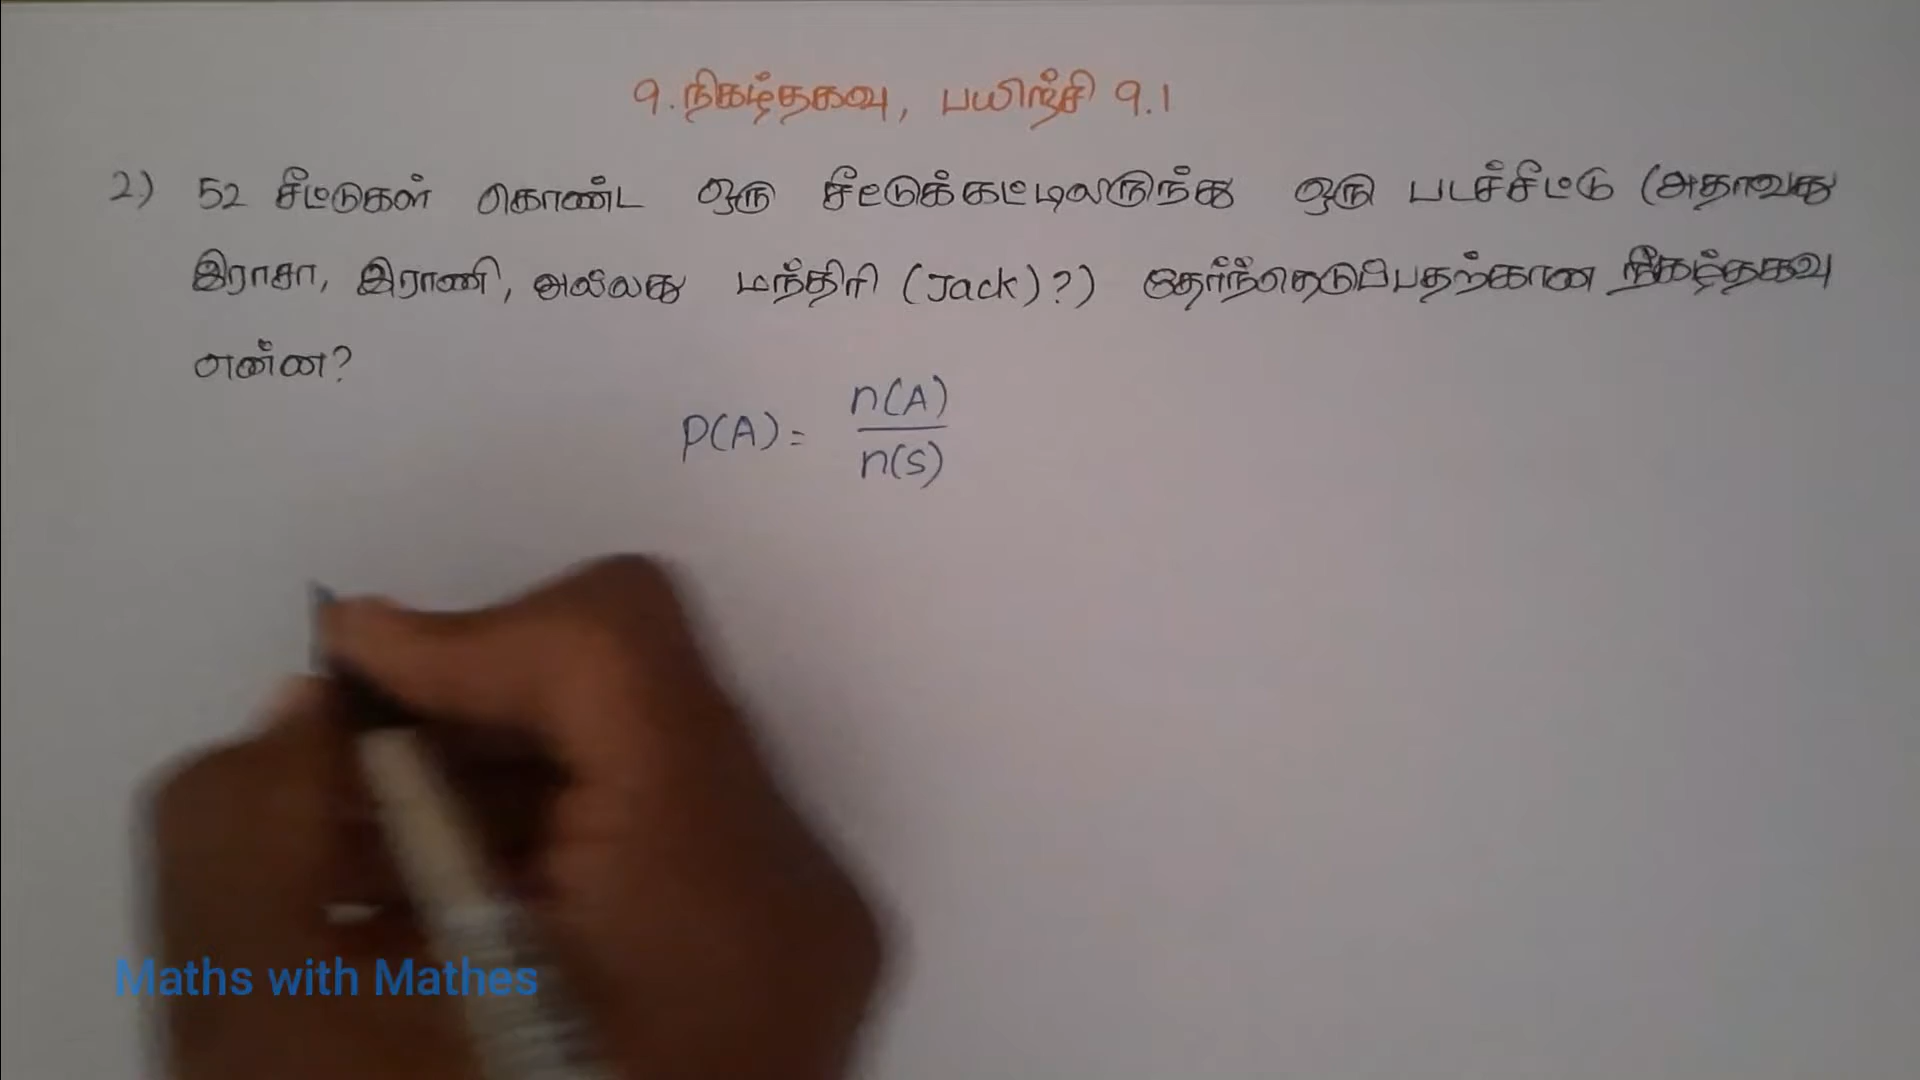 9. நிகழ்தகவு, பயிற்சி 9.1
2) 52 சீட்டுகள் கொண்ட ஒரு சீட்டுக்கட்டிலிருந்து ஒரு படச்சீட்டு (அதாவது
இராசா, இராணி, அல்லது மந்திரி (Jack)?) தேர்ந்தெடுப்பதற்கான நிகழ்தகவு
என்ன?
P(A) = n(A)
n(S)
Maths with Mathes